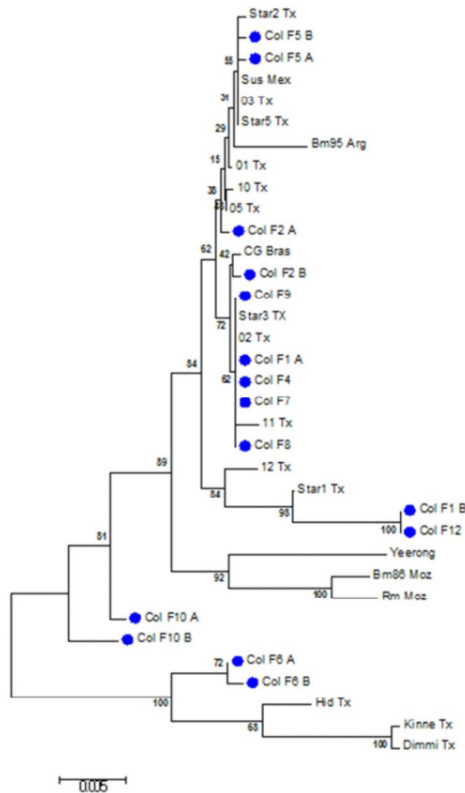 Star2 Tx
Col F5 B
Col F5 A
55
Sus Mex
31
03 Tx
Star5 Tx
29
Bm95 Arg
15
01 Tx
38
10 Tx
05 Tx
Col F2 A
62
42
CG Bras
Col F2 B
Col F9
Star3 TX
72
02 Tx
Col F1 A
84
62
Col F4
Col F7
11 Tx
Col F8
89
12 Tx
84
Star1 Tx
98
Col F1 B
100
Col F12
81
Yeerong
92
Bm86 Moz
100
Rm Moz
Col F10 A
Col F10 B
72
Col F6 A
Col F6 B
100
Hid Tx
68
Kinne Tx
100
Dimmi Tx
0.005